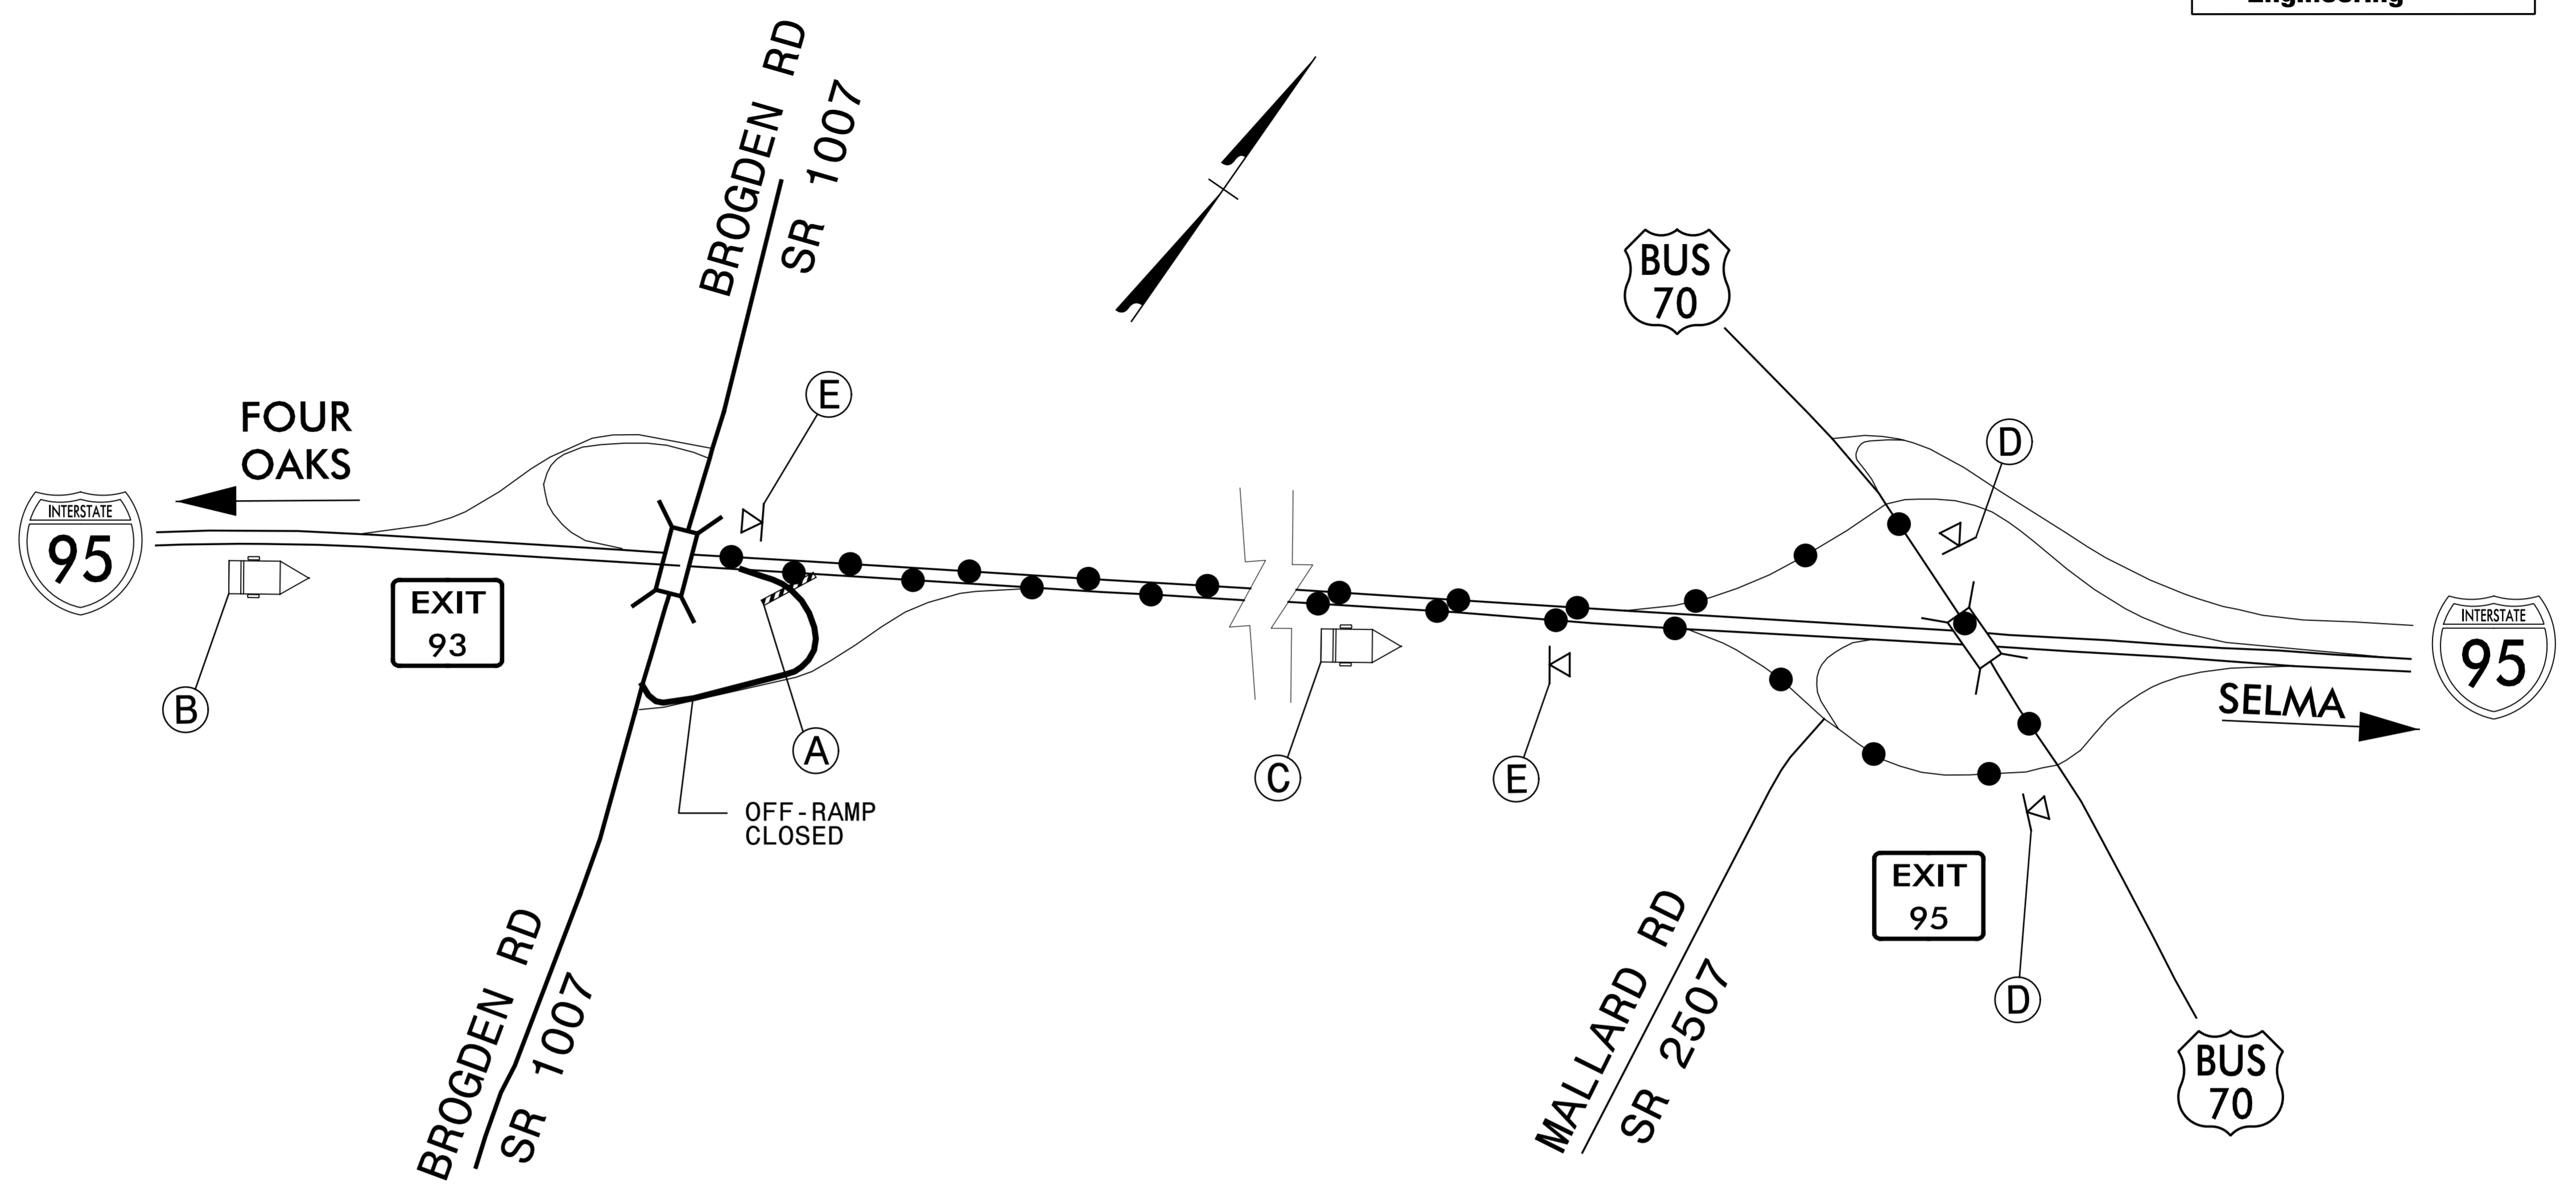 Engineering
BROGDEN RD
SR 1007
BUS
70
E
FOUR
OAKS
D
INTERSTATE
95
EXIT
93
B
A
OFF-RAMP
CLOSED
C
E
INTERSTATE
95
SELMA
EXIT
95
D
MALLARD RD
SR 2507
BROGDEN RD
SR 1007
BUS
70